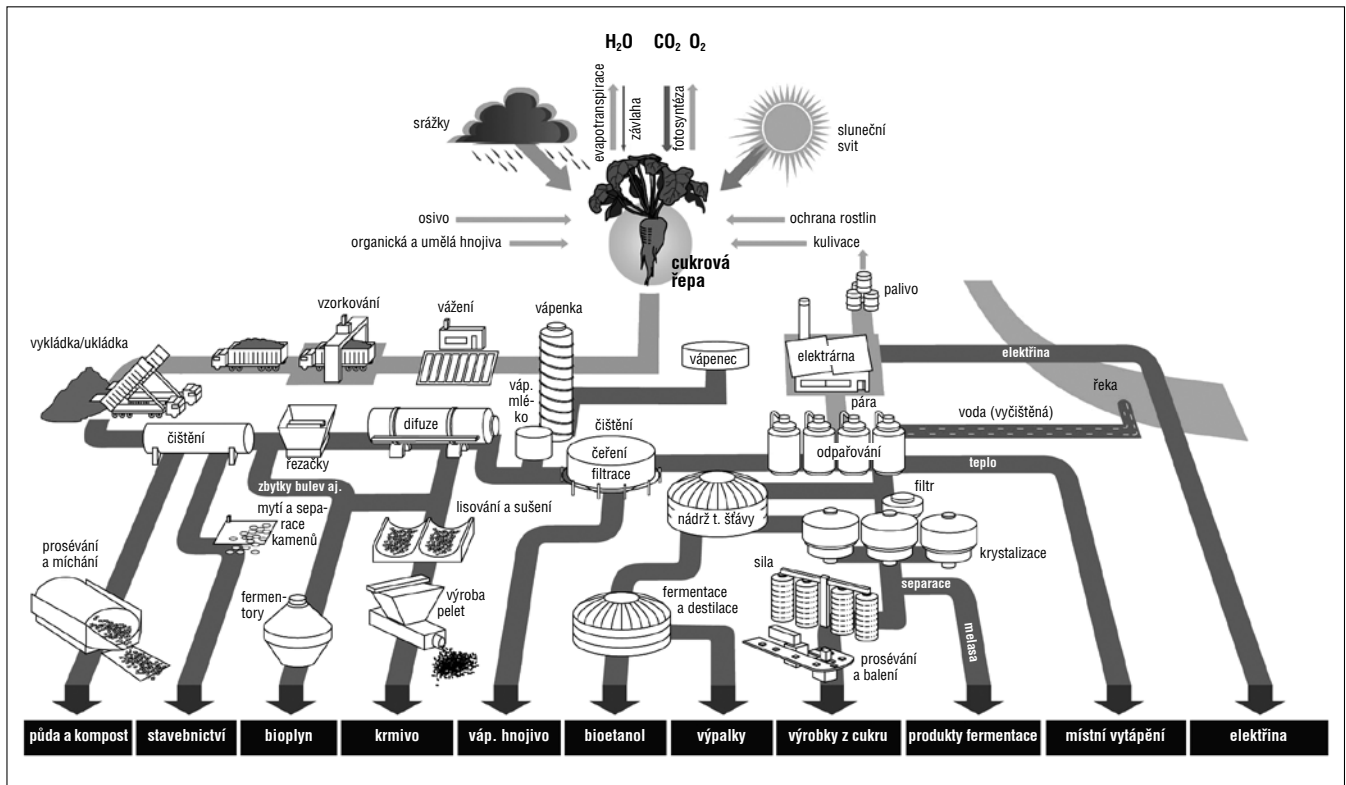 H₂O CO₂ O₂
evapotranspirace
závlaha
fotosyntéza
srážky
sluneční
svit
osivo
ochrana rostlin
organická a umělá hnojiva
kulivace
cukrová
řepa
palivo
vzorkování
vážení
vápenka
vykládka/ukládka
vápenec
elektrárna
elektřina
řeka
váp.
mlé-
ko
pára
čištění
řezačky
difuze
čištění
čeření
filtrace
odpařování
voda (vyčištěná)
teplo
zbytky bulev aj.
mytí a sepa-
race
kamenů
lisování a sušení
nádrž t. šťávy
filtr
krystalizace
prosévání
a míchání
sila
separace
fermen-
tory
výroba
pelet
fermentace
a destilace
melasa
prosévání
a balení
půda a kompost
stavebnictví
bioplyn
krmivo
váp. hnojivo
bioetanol
výpalky
výrobky z cukru
produkty fermentace
místní vytápění
elektřina